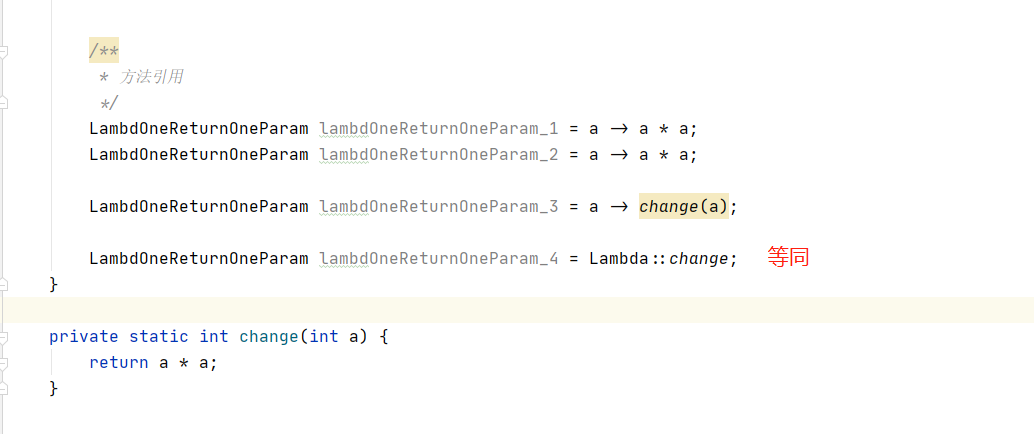 /**
* 方法引用
*/
LambdOneReturnOneParam lambdOneReturnOneParam_1 = a -> a * a;
LambdOneReturnOneParam lambdOneReturnOneParam_2 = a -> a * a;
LambdOneReturnOneParam lambdOneReturnOneParam_3 = a -> change(a);
LambdOneReturnOneParam lambdOneReturnOneParam_4 = Lambda::change; 等同
}
private static int change(int a) {
return a * a;
}